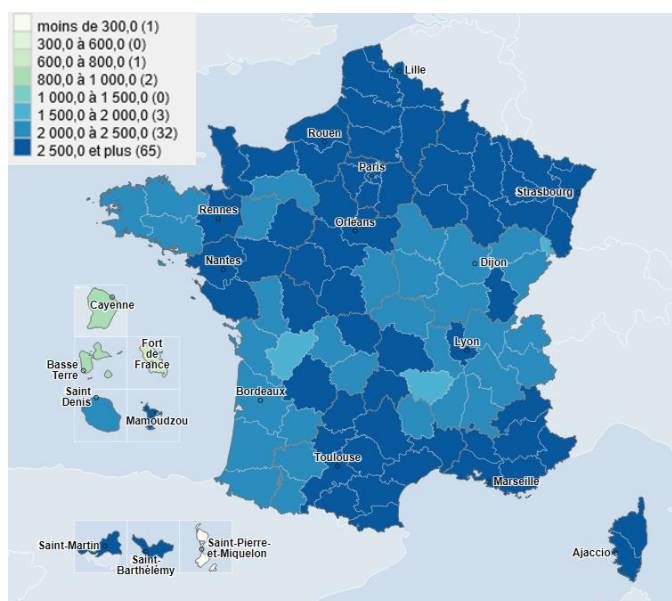 moins de 300,0 (1)
300,0 à 600,0 (0)
600,0 à 800,0 (1)
800,0 à 1 000,0 (2)
1 000,0 à 1 500,0 (0)
1 500,0 à 2 000,0 (3)
2 000,0 à 2 500,0 (32)
2 500,0 et plus (65)
Lille
Rouen
Paris
Strasbourg
Rennes
Orléans
Nantes
Dijon
Cayenne
Lyon
Basse
Terre
Fort
de
France
Saint
Denis
Mamoudzou
Bordeaux
Toulouse
Marseille
Saint-Martin
Saint-
Barthélémy
Saint-Pierre-
et-Miquelon
Ajaccio